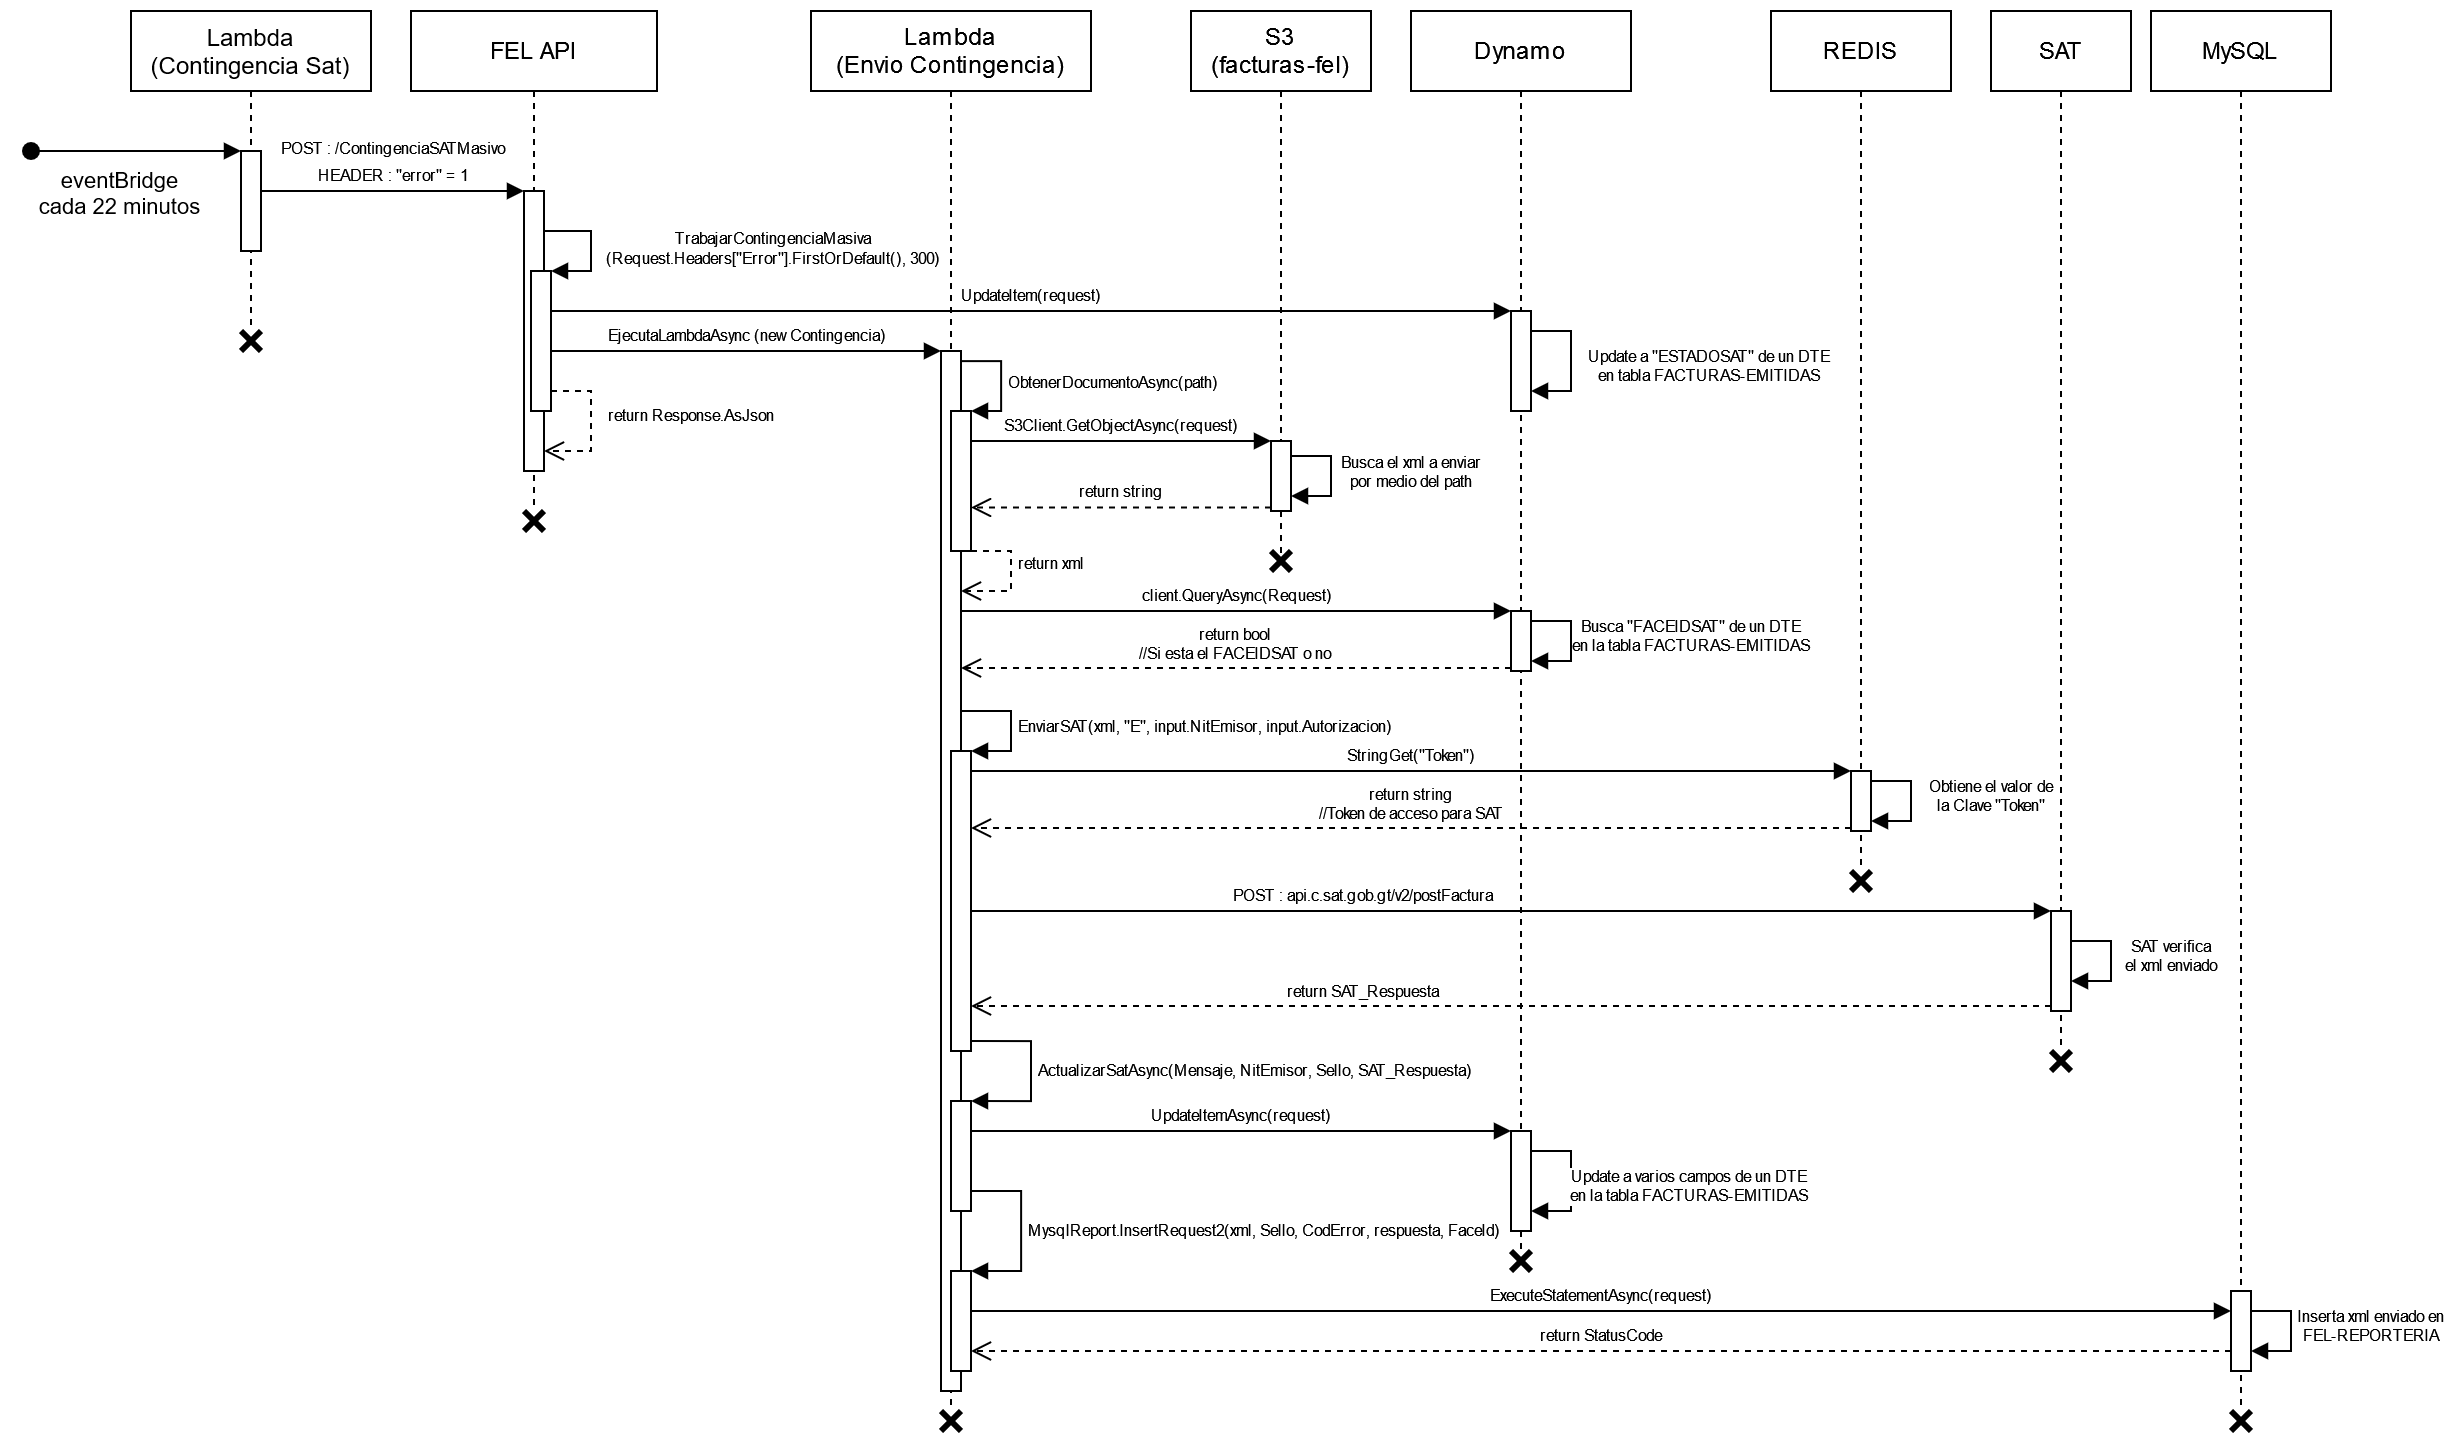 Lambda
(Contingencia Sat)
FEL API
Lambda
(Envio Contingencia)
S3
(facturas-fel)
Dynamo
REDIS
SAT
MySQL
eventBridge
cada 22 minutos
POST : /ContingenciaSATMasivo
HEADER : "error" = 1
TrabajarContingenciaMasiva
(Request.Headers["Error"].FirstOrDefault(), 300)
UpdateItem(request)
EjecutaLambdaAsync (new Contingencia)
Update a "ESTADOSAT" de un DTE
en tabla FACTURAS-EMITIDAS
ObtenerDocumentoAsync(path)
return Response.AsJson
S3Client.GetObjectAsync(request)
Busca el xml a enviar
por medio del path
return string
return xml
client.QueryAsync(Request)
Busca "FACEIDSAT" de un DTE
en la tabla FACTURAS-EMITIDAS
return bool
//Si esta el FACEIDSAT o no
EnviarSAT(xml, "E", input.NitEmisor, input.Autorizacion)
StringGet("Token")
Obtiene el valor de
la Clave "Token"
return string
//Token de acceso para SAT
POST : api.c.sat.gob.gt/v2/postFactura
SAT verifica
el xml enviado
return SAT_Respuesta
ActualizarSatAsync(Mensaje, NitEmisor, Sello, SAT_Respuesta)
UpdateItemAsync(request)
Update a varios campos de un DTE
en la tabla FACTURAS-EMITIDAS
MysqlReport.InsertRequest2(xml, Sello, CodError, respuesta, FaceId)
ExecuteStatementAsync(request)
Inserta xml enviado en
FEL-REPORTERIA
return StatusCode